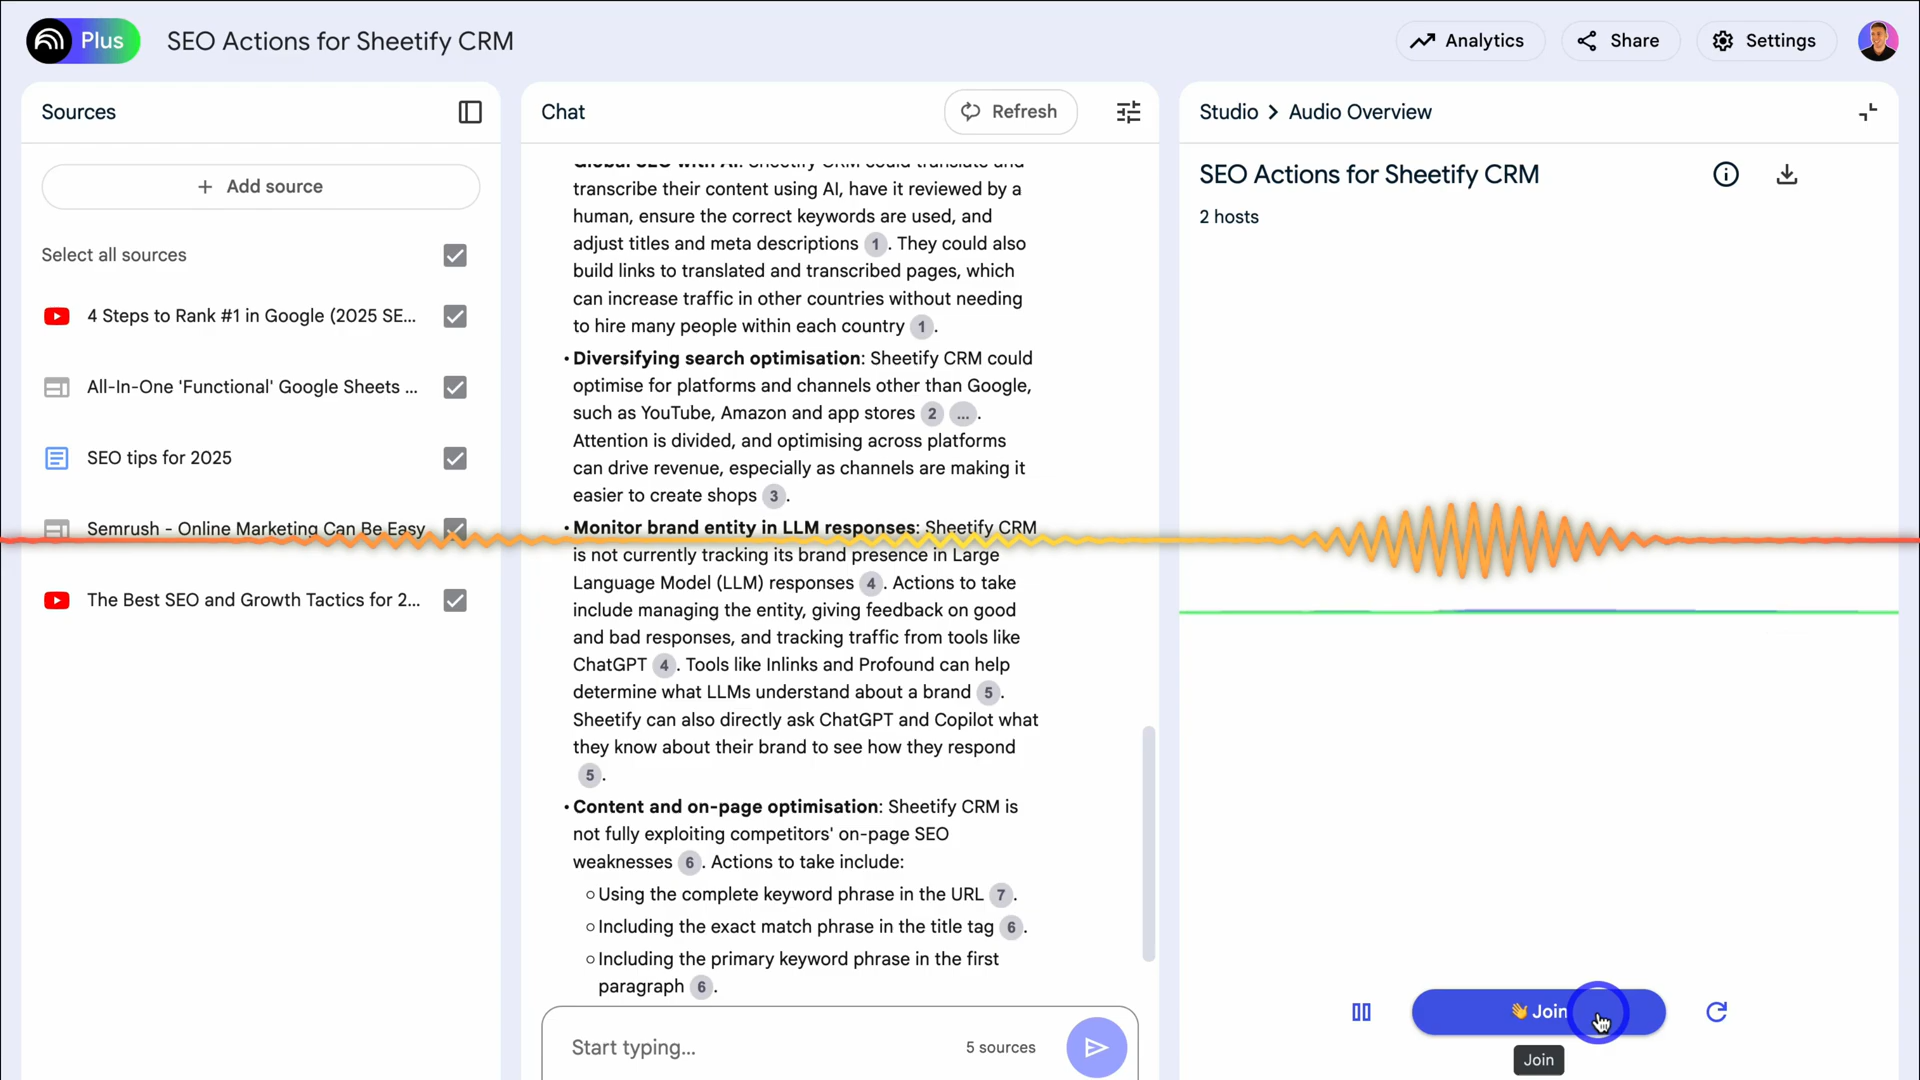 Plus
SEO Actions for Sheetify CRM
Analytics
Share
Settings
Sources
Add source
Select all sources
4 Steps to Rank #1 in Google (2025 SE...
All-In-One 'Functional' Google Sheets ...
SEO tips for 2025
Semrush - Online Marketing Can Be Easy
The Best SEO and Growth Tactics for 2...
Chat
Refresh
Global SEO with AI: Sheetify CRM could translate and
transcribe their content using AI, have it reviewed by a
human, ensure the correct keywords are used, and
adjust titles and meta descriptions 1. They could also
build links to translated and transcribed pages, which
can increase traffic in other countries without needing
to hire many people within each country 1.
• Diversifying search optimisation: Sheetify CRM could
optimise for platforms and channels other than Google,
such as YouTube, Amazon and app stores 2 ... .
Attention is divided, and optimising across platforms
can drive revenue, especially as channels are making it
easier to create shops 3.
• Monitor brand entity in LLM responses: Sheetify CRM
is not currently tracking its brand presence in Large
Language Model (LLM) responses 4. Actions to take
include managing the entity, giving feedback on good
and bad responses, and tracking traffic from tools like
ChatGPT 4. Tools like Inlinks and Profound can help
determine what LLMs understand about a brand 5.
Sheetify can also directly ask ChatGPT and Copilot what
they know about their brand to see how they respond
5.
• Content and on-page optimisation: Sheetify CRM is
not fully exploiting competitors' on-page SEO
weaknesses 6. Actions to take include:
○ Using the complete keyword phrase in the URL 7.
○ Including the exact match phrase in the title tag 6.
○ Including the primary keyword phrase in the first
paragraph 6.
Start typing...
5 sources
Studio > Audio Overview
SEO Actions for Sheetify CRM
2 hosts
👋 Join
Join